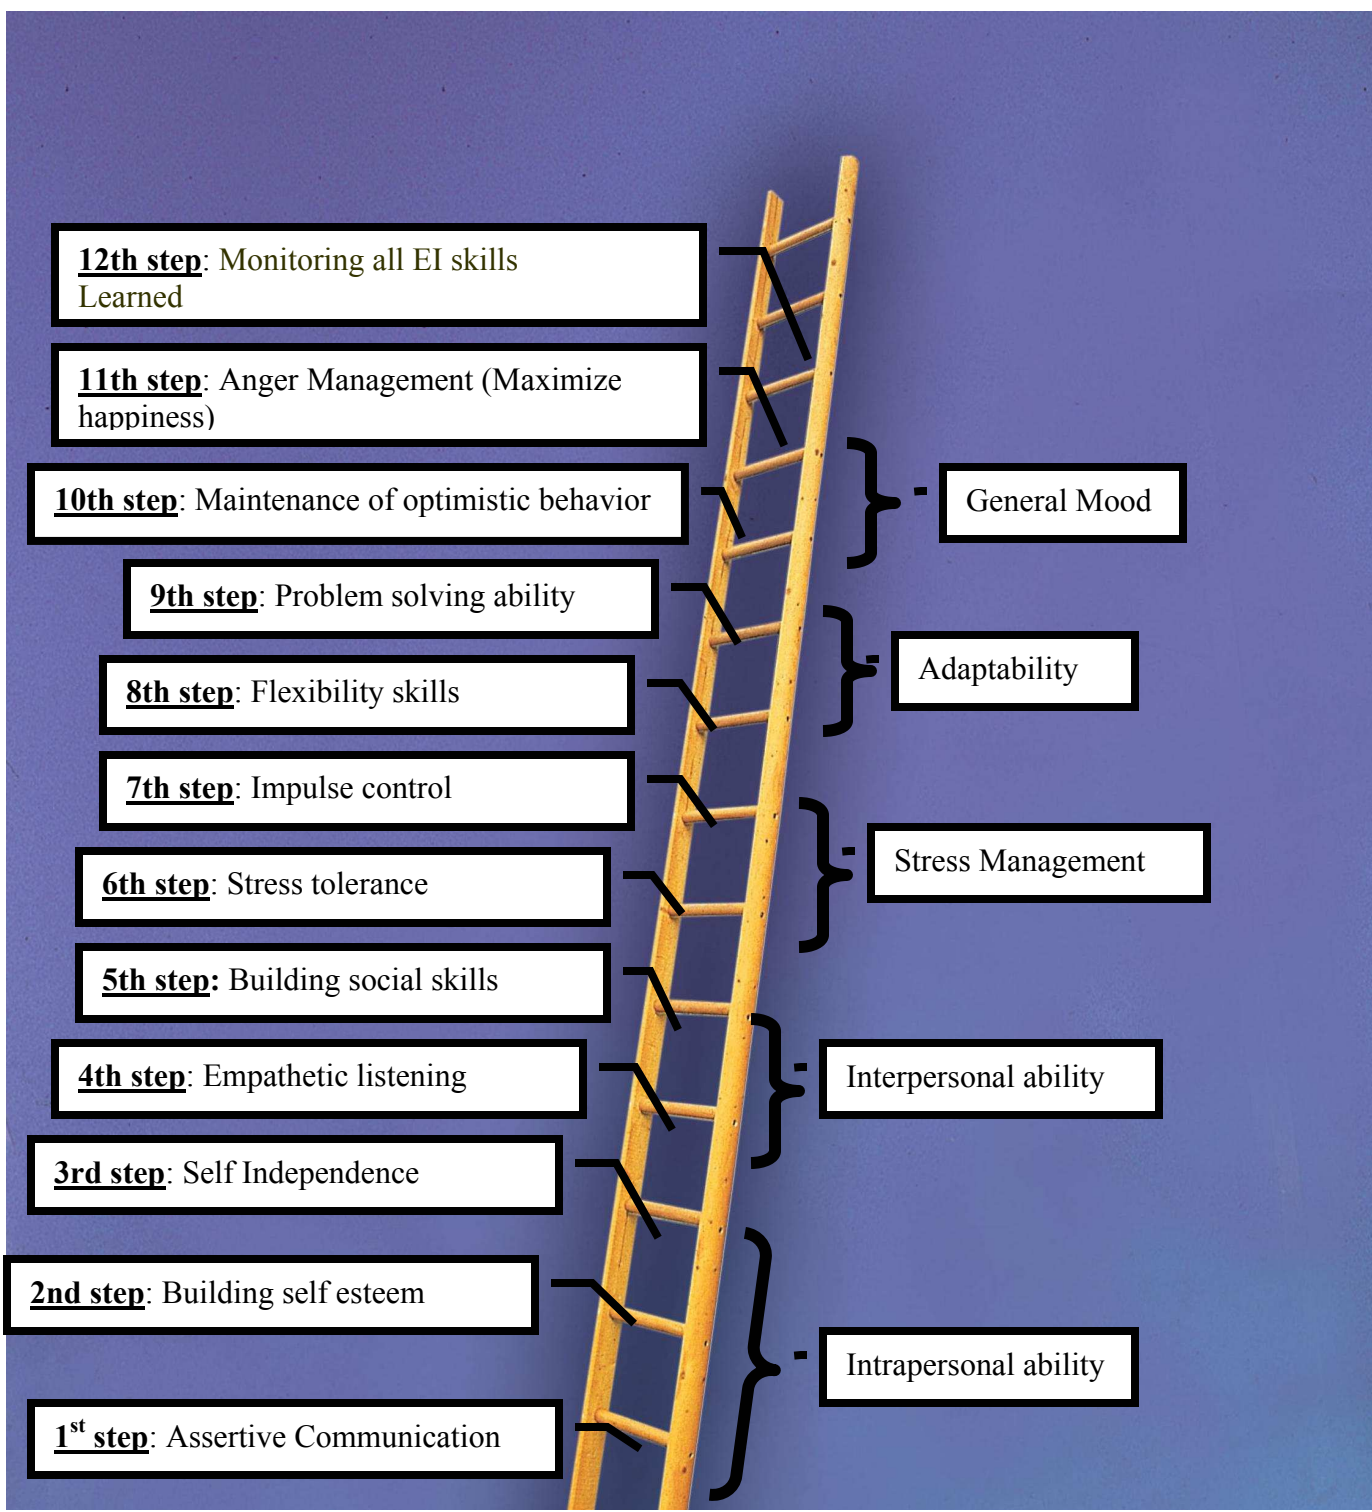 12th step: Monitoring all EI skills
Learned
11th step: Anger Management (Maximize
happiness)
10th step: Maintenance of optimistic behavior
General Mood
9th step: Problem solving ability
Adaptability
8th step: Flexibility skills
7th step: Impulse control
Stress Management
6th step: Stress tolerance
5th step: Building social skills
4th step: Empathetic listening
Interpersonal ability
3rd step: Self Independence
2nd step: Building self esteem
Intrapersonal ability
1st step: Assertive Communication